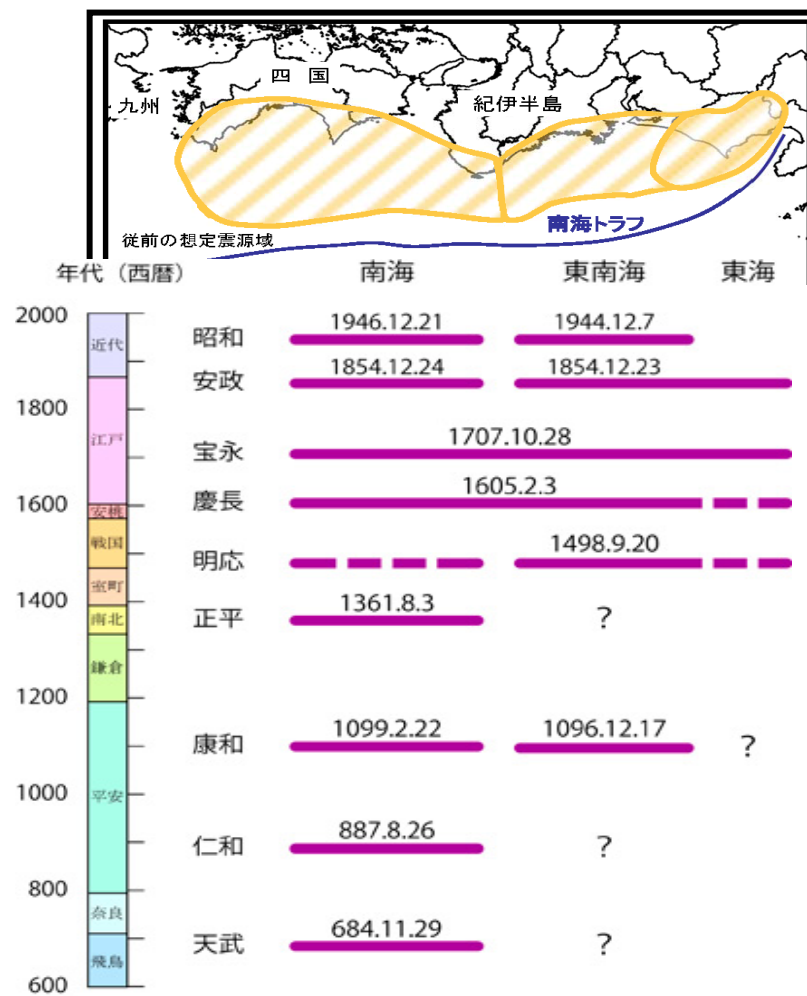 四　国
九州
紀伊半島
南海トラフ
従前の想定震源域
年代（西暦）
南海
東南海
東海
2000
近代
昭和
1946.12.21
1944.12.7
安政
1854.12.24
1854.12.23
1800
江戸
宝永
1707.10.28
1600
安桃
慶長
1605.2.3
戦国
明応
1498.9.20
室町
1400
南北
正平
1361.8.3
?
鎌倉
1200
康和
1099.2.22
1096.12.17
?
1000
平安
仁和
887.8.26
?
800
奈良
天武
684.11.29
?
飛鳥
600